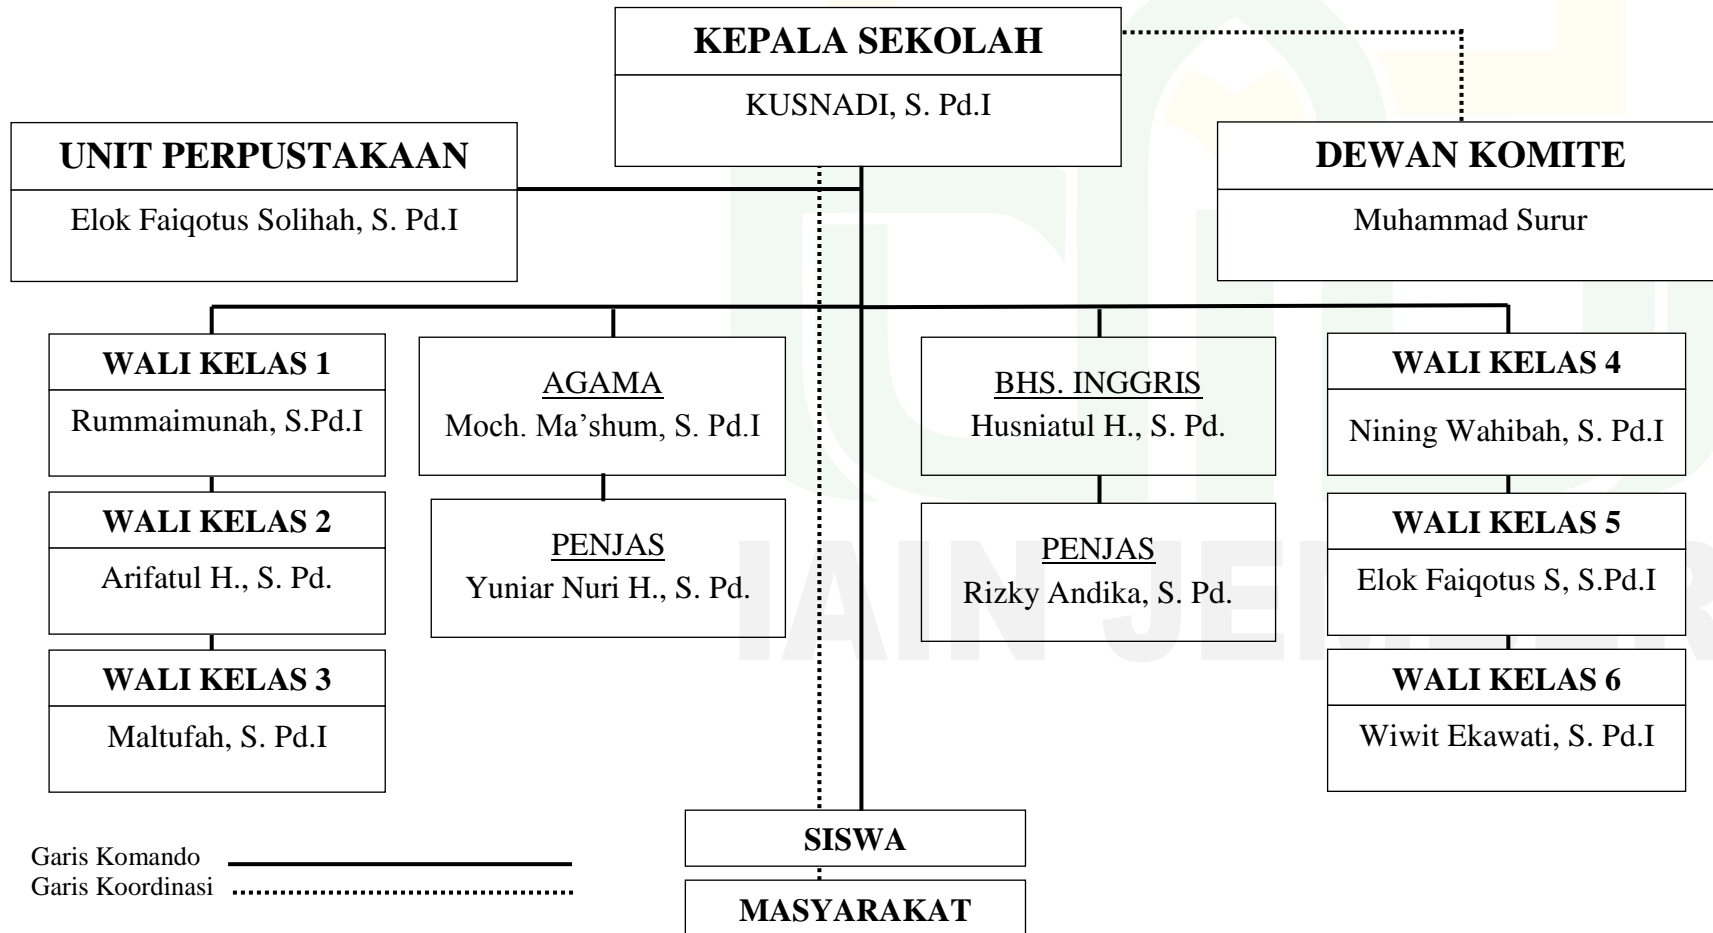 KEPALA SEKOLAH
KUSNADI, S. Pd.I
UNIT PERPUSTAKAAN
Elok Faiqotus Solihah, S. Pd.I
DEWAN KOMITE
Muhammad Surur
WALI KELAS 1
Rummaimunah, S.Pd.I
AGAMA
Moch. Ma’shum, S. Pd.I
BHS. INGGRIS
Husniatul H., S. Pd.
WALI KELAS 4
Nining Wahibah, S. Pd.I
WALI KELAS 2
Arifatul H., S. Pd.
PENJAS
Yuniar Nuri H., S. Pd.
PENJAS
Rizky Andika, S. Pd.
WALI KELAS 5
Elok Faiqotus S, S.Pd.I
WALI KELAS 3
Maltufah, S. Pd.I
WALI KELAS 6
Wiwit Ekawati, S. Pd.I
SISWA
MASYARAKAT
Garis Komando
Garis Koordinasi
IAIN JEMBER